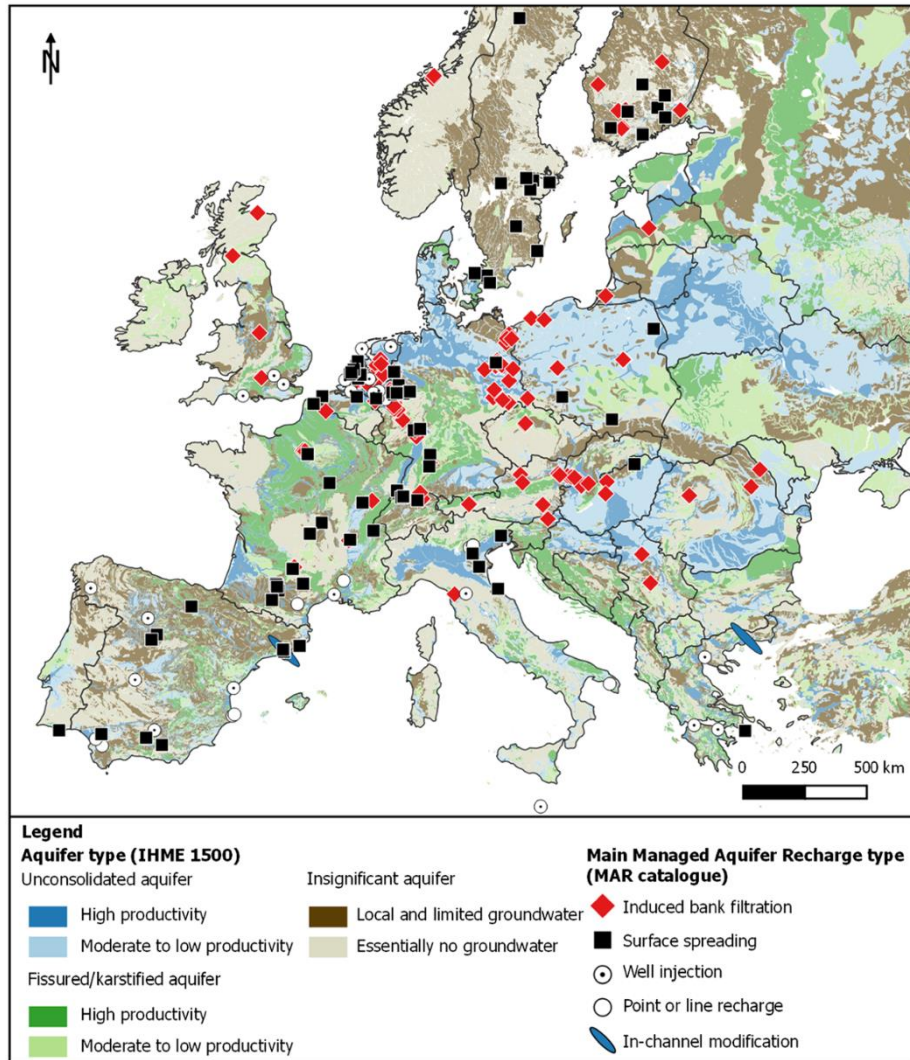 N
0 250 500 km
Legend
Aquifer type (IHME 1500)
Unconsolidated aquifer
High productivity
Moderate to low productivity
Fissured/karstified aquifer
High productivity
Moderate to low productivity
Insignificant aquifer
Local and limited groundwater
Essentially no groundwater
Main Managed Aquifer Recharge type
(MAR catalogue)
Induced bank filtration
Surface spreading
Well injection
Point or line recharge
In-channel modification